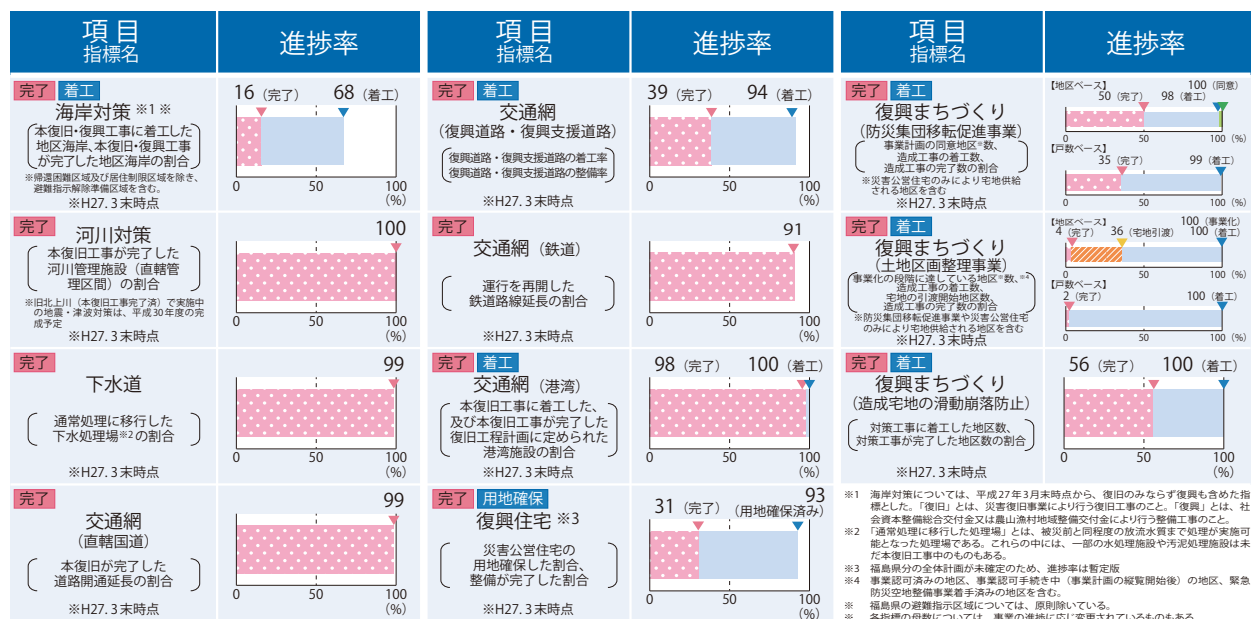 項目
指標名
進捗率
完了 着工
海岸対策 ※1 ※
本復旧・復興工事に着工した
地区海岸、本復旧・復興工事
が完了した地区海岸の割合
※帰還困難区域及び居住制限区域を除き、
避難指示解除準備区域を含む。
※H27.3末時点
16（完了） 68（着工）
0 50 100
(%)
完了
河川対策
本復旧工事が完了した
河川管理施設（直轄管
理区間）の割合
※旧北上川（本復旧工事完了済）で実施中
の地震・津波対策は、平成30年度の完
成予定
※H27.3末時点
100
0 50 100
(%)
完了
下水道
通常処理に移行した
下水処理場※2の割合
※H27.3末時点
99
0 50 100
(%)
完了
交通網
（直轄国道）
本復旧が完了した
道路開通延長の割合
※H27.3末時点
99
0 50 100
(%)
項目
指標名
進捗率
完了 着工
交通網
（復興道路・復興支援道路）
復興道路・復興支援道路の着工率
復興道路・復興支援道路の整備率
※H27.3末時点
39（完了） 94（着工）
0 50 100
(%)
完了
交通網（鉄道）
運行を再開した
鉄道路線延長の割合
※H27.3末時点
91
0 50 100
(%)
完了 着工
交通網（港湾）
本復旧工事に着工した、
及び本復旧工事が完了した
復旧工程計画に定められた
港湾施設の割合
※H27.3末時点
98（完了） 100（着工）
0 50 100
(%)
完了 用地確保
復興住宅 ※3
災害公営住宅の
用地確保した割合、
整備が完了した割合
※H27.3末時点
93
31（完了）（用地確保済み）
0 50 100
(%)
項目
指標名
進捗率
完了 着工
復興まちづくり
（防災集団移転促進事業）
事業計画の同意地区※数、
造成工事の着工数、
造成工事の完了数の割合
※災害公営住宅のみにより宅地供給
される地区を含む
※H27.3末時点
【地区ベース】 100（同意）
50（完了） 98（着工）
0 50 100 (%)
【戸数ベース】
35（完了） 99（着工）
0 50 100 (%)
完了 着工
復興まちづくり
（土地区画整理事業）
事業化の段階に達している地区※数、※4
造成工事の着工数、
宅地の引渡開始地区数、
造成工事の完了数の割合
※防災集団移転促進事業や災害公営住宅
のみにより宅地供給される地区を含む
※H27.3末時点
【地区ベース】 100（事業化）
4（完了） 36（宅地引渡） 100（着工）
0 50 100 (%)
【戸数ベース】
2（完了） 100（着工）
0 50 100 (%)
完了 着工
復興まちづくり
（造成宅地の滑動崩落防止）
対策工事に着工した地区数、
対策工事が完了した地区数の割合
※H27.3末時点
56（完了） 100（着工）
0 50 100
(%)
※1 海岸対策については、平成27年3月末時点から、復旧のみならず復興も含めた指
標とした。「復旧」とは、災害復旧事業により行う復旧工事のこと。「復興」とは、社
会資本整備総合交付金又は農山漁村地域整備交付金により行う整備工事のこと。
※2 「通常処理に移行した処理場」とは、被災前と同程度の放流水質まで処理が実施可
能となった処理場である。これらの中には、一部の水処理施設や汚泥処理施設は未
だ本復旧工事中のものもある。
※3 福島県分の全体計画が未確定のため、進捗率は暫定版
※4 事業認可済みの地区、事業認可手続き中（事業計画の縦覧開始後）の地区、緊急
防災空地整備事業着手済みの地区を含む。
※ 福島県の避難指示区域については、原則除いている。
※ 各指標の母数については、事業の進捗に応じ変更されているものもある。